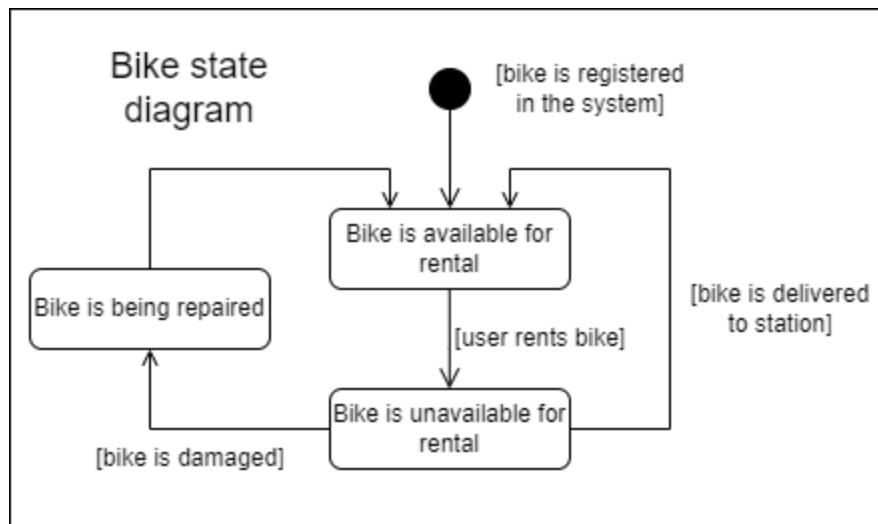 Bike state
diagram
[bike is registered
in the system]
Bike is available for
rental
Bike is being repaired
[bike is delivered
to station]
[user rents bike]
Bike is unavailable for
rental
[bike is damaged]